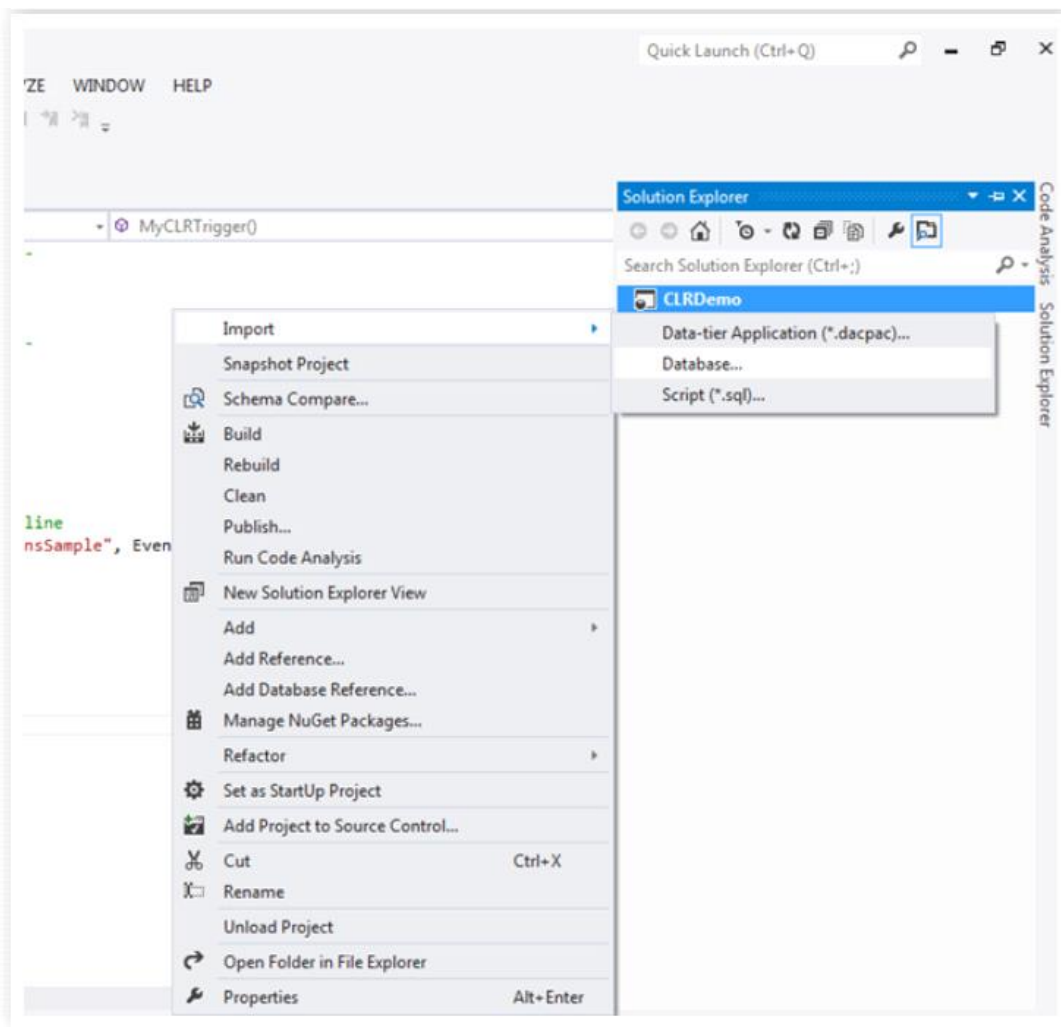 Quick Launch (Ctrl+Q)
YZE WINDOW HELP
Solution Explorer
MyCLRTrigger()
Search Solution Explorer (Ctrl+;)
CLRDemo
Import
Data-tier Application (*.dacpac)...
Snapshot Project
Database...
Schema Compare...
Script (*.sql)...
Build
Rebuild
Clean
line
Publish...
nsSample", Even
Run Code Analysis
New Solution Explorer View
Add
Add Reference...
Add Database Reference...
Manage NuGet Packages...
Refactor
Set as StartUp Project
Add Project to Source Control...
Cut Ctrl+X
Rename
Unload Project
Open Folder in File Explorer
Properties Alt+Enter
Code Analysis
Solution Explorer